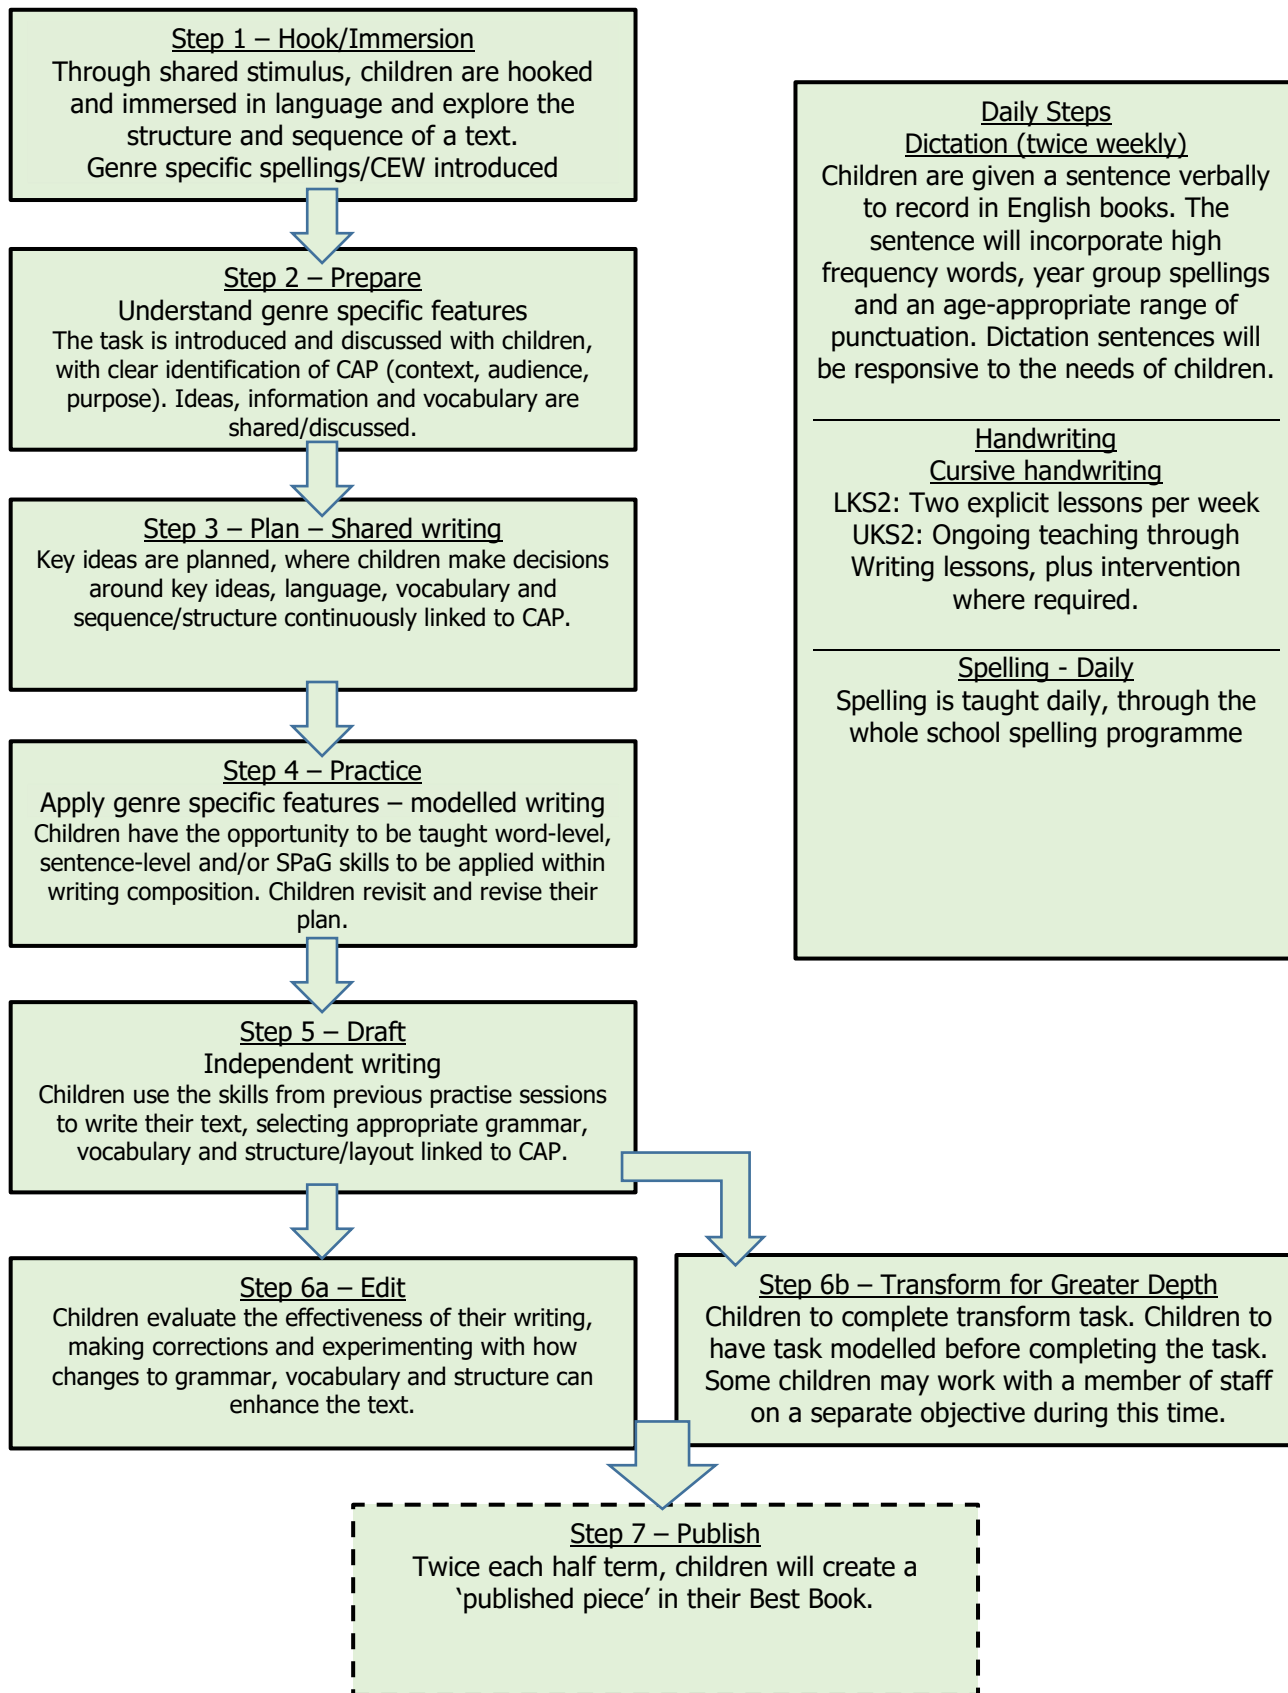 Step 1 – Hook/Immersion
Through shared stimulus, children are hooked
and immersed in language and explore the
structure and sequence of a text.
Genre specific spellings/CEW introduced
Step 2 – Prepare
Understand genre specific features
The task is introduced and discussed with children,
with clear identification of CAP (context, audience,
purpose). Ideas, information and vocabulary are
shared/discussed.
Step 3 – Plan – Shared writing
Key ideas are planned, where children make decisions
around key ideas, language, vocabulary and
sequence/structure continuously linked to CAP.
Step 4 – Practice
Apply genre specific features – modelled writing
Children have the opportunity to be taught word-level,
sentence-level and/or SPaG skills to be applied within
writing composition. Children revisit and revise their
plan.
Step 5 – Draft
Independent writing
Children use the skills from previous practise sessions
to write their text, selecting appropriate grammar,
vocabulary and structure/layout linked to CAP.
Step 6a – Edit
Children evaluate the effectiveness of their writing,
making corrections and experimenting with how
changes to grammar, vocabulary and structure can
enhance the text.
Step 6b – Transform for Greater Depth
Children to complete transform task. Children to
have task modelled before completing the task.
Some children may work with a member of staff
on a separate objective during this time.
Step 7 – Publish
Twice each half term, children will create a
‘published piece’ in their Best Book.
Daily Steps
Dictation (twice weekly)
Children are given a sentence verbally
to record in English books. The
sentence will incorporate high
frequency words, year group spellings
and an age-appropriate range of
punctuation. Dictation sentences will
be responsive to the needs of children.
Handwriting
Cursive handwriting
LKS2: Two explicit lessons per week
UKS2: Ongoing teaching through
Writing lessons, plus intervention
where required.
Spelling - Daily
Spelling is taught daily, through the
whole school spelling programme